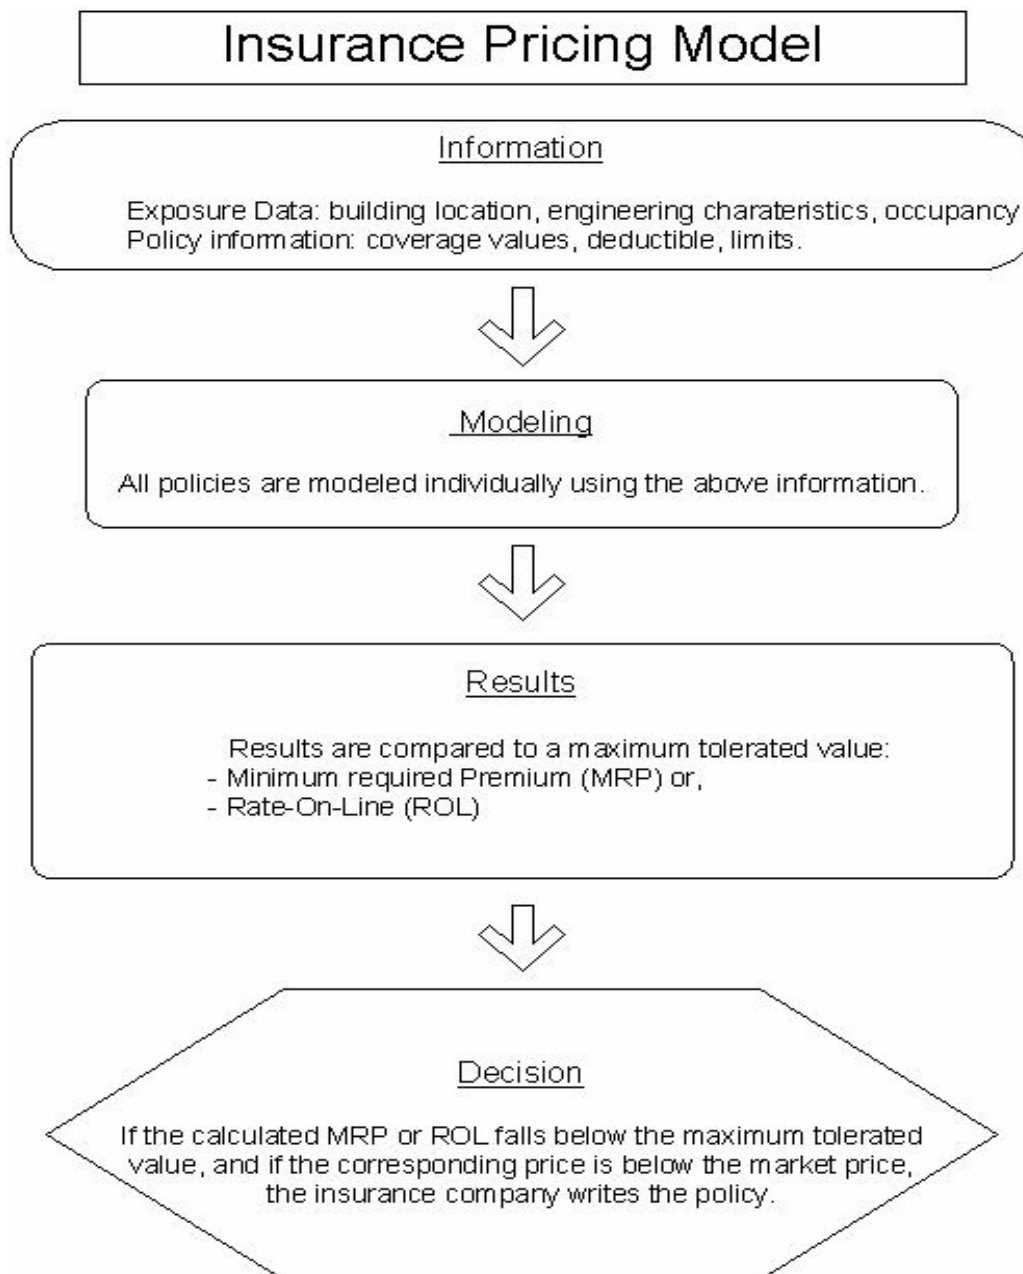 Insurance Pricing Model
Information
Exposure Data: building location, engineering charateristics, occupancy
Policy information: coverage values, deductible, limits.
Modeling
All policies are modeled individually using the above information.
Results
Results are compared to a maximum tolerated value:
- Minimum required Premium (MRP) or,
- Rate-On-Line (ROL)
Decision
If the calculated MRP or ROL falls below the maximum tolerated
value, and if the corresponding price is below the market price,
the insurance company writes the policy.